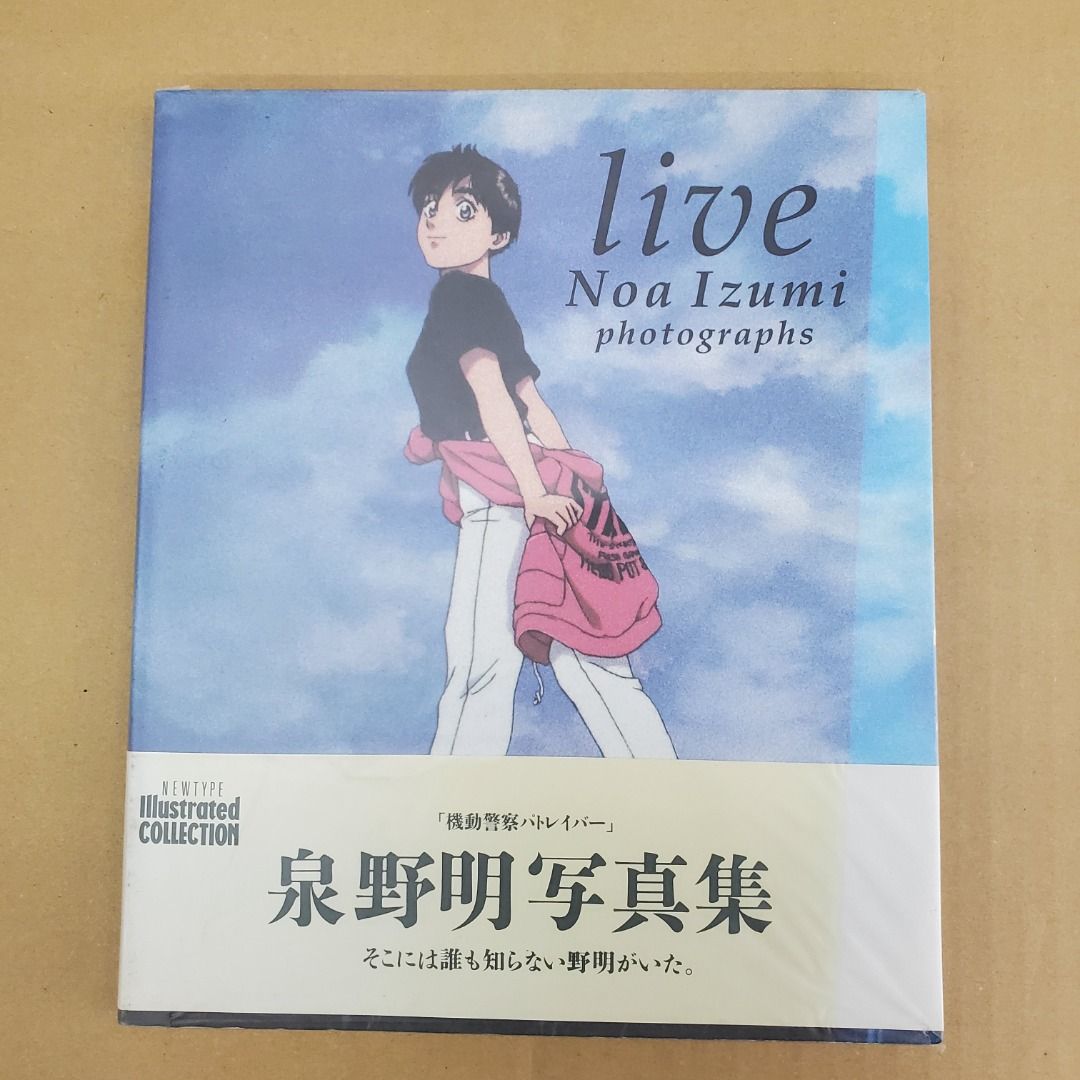 live
Noa Izumi
photographs
NEWTYPE
Illustrated
COLLECTION
「機動警察パトレイバー」
泉野明写真集
そこには誰も知らない野明がいた。